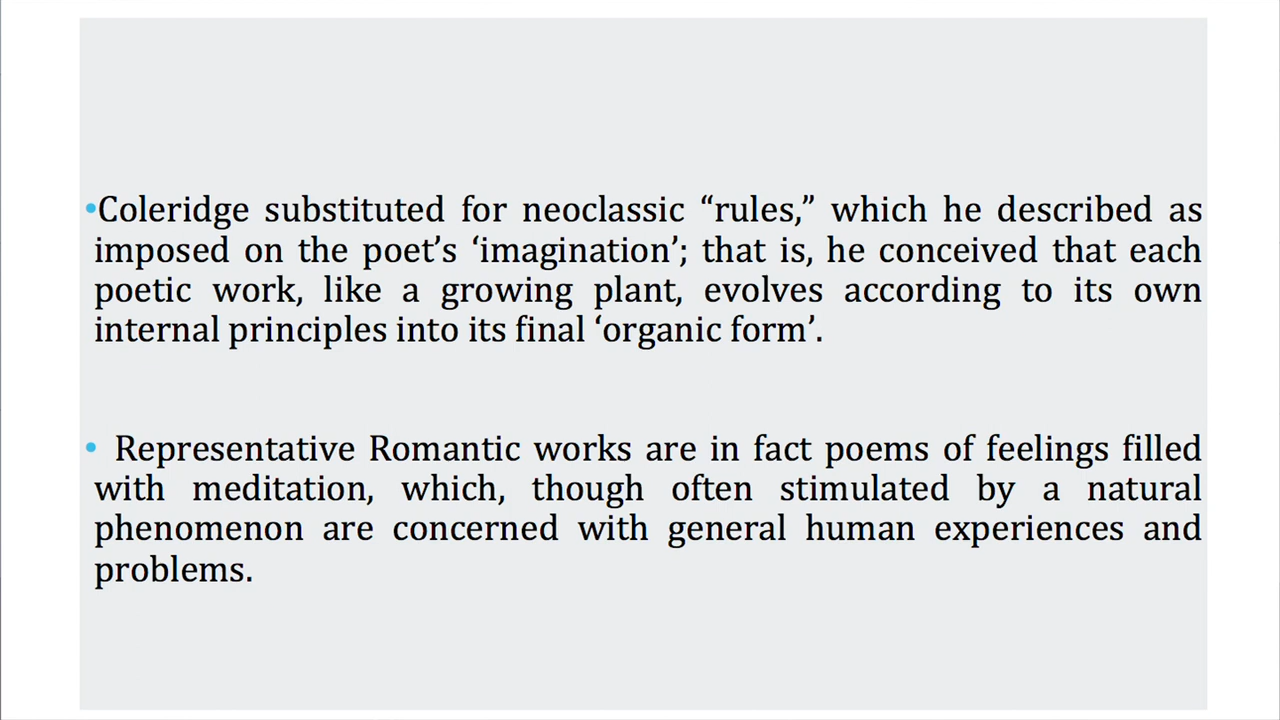 •Coleridge substituted for neoclassic “rules,” which he described as
imposed on the poet’s ‘imagination’; that is, he conceived that each
poetic work, like a growing plant, evolves according to its own
internal principles into its final ‘organic form’.
• Representative Romantic works are in fact poems of feelings filled
with meditation, which, though often stimulated by a natural
phenomenon are concerned with general human experiences and
problems.